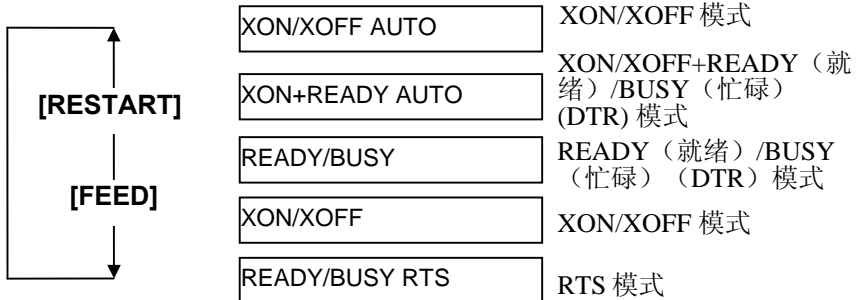 XON/XOFF AUTO
XON/XOFF 模式
[RESTART]
XON+READY AUTO
XON/XOFF+READY（就
绪）/BUSY（忙碌）
(DTR) 模式
READY/BUSY
READY（就绪）/BUSY
（忙碌）（DTR）模式
[FEED]
XON/XOFF
XON/XOFF 模式
READY/BUSY RTS
RTS 模式